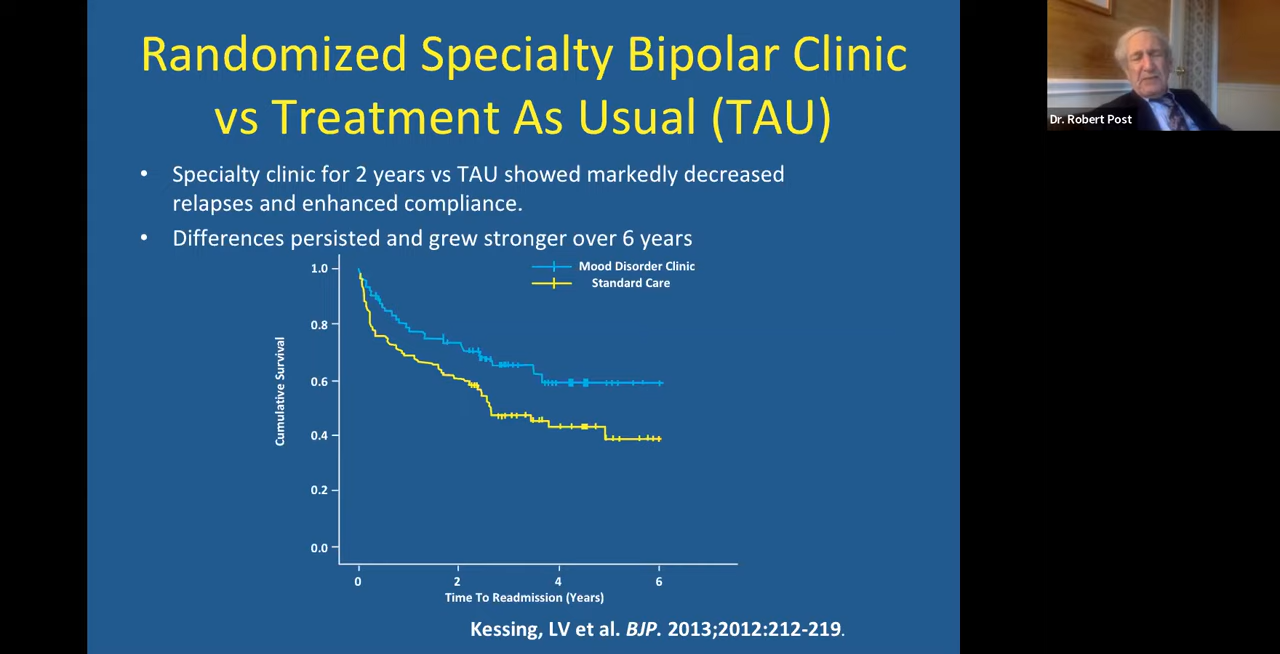 Randomized Specialty Bipolar Clinic
vs Treatment As Usual (TAU)
• Specialty clinic for 2 years vs TAU showed markedly decreased
relapses and enhanced compliance.
• Differences persisted and grew stronger over 6 years
Mood Disorder Clinic
Standard Care
Cumulative Survival
1.0
0.8
0.6
0.4
0.2
0.0
0 2 4 6
Time To Readmission (Years)
Kessing, LV et al. BJP. 2013;2012:212-219.
Dr. Robert Post